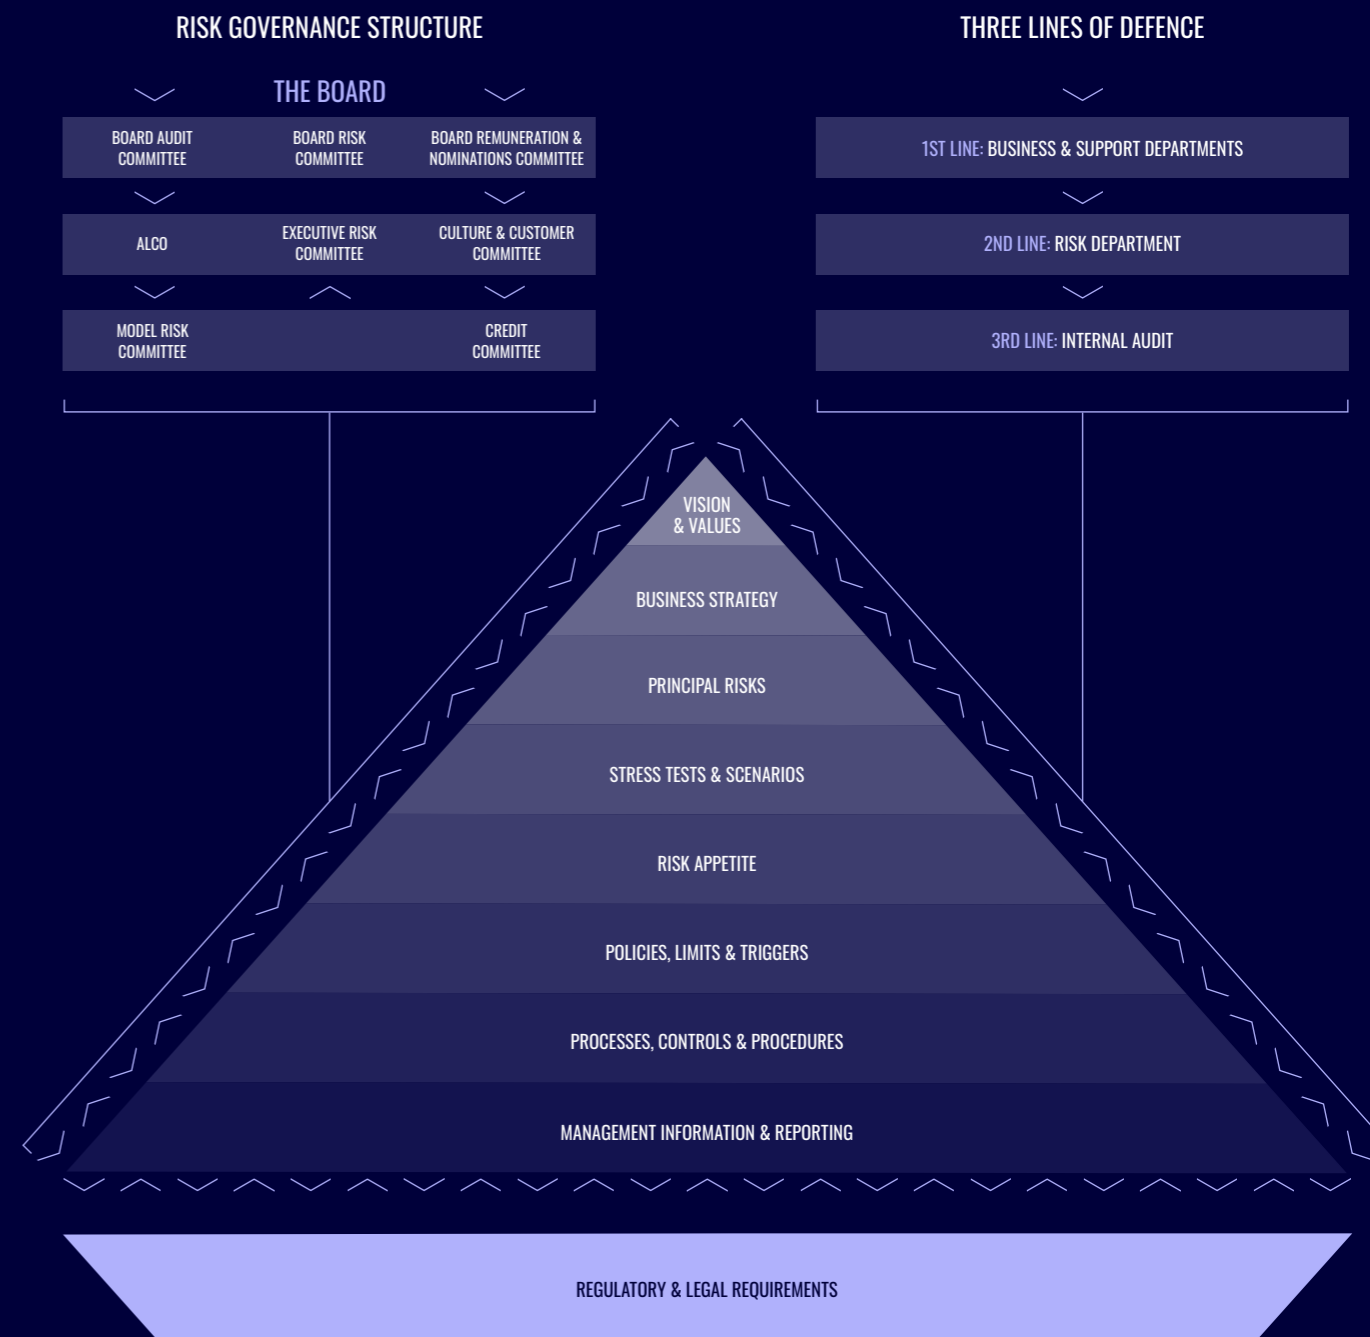 RISK GOVERNANCE STRUCTURE
THE BOARD
BOARD AUDIT
COMMITTEE
BOARD RISK
COMMITTEE
BOARD REMUNERATION &
NOMINATIONS COMMITTEE
ALCO
EXECUTIVE RISK
COMMITTEE
CULTURE & CUSTOMER
COMMITTEE
MODEL RISK
COMMITTEE
CREDIT
COMMITTEE
THREE LINES OF DEFENCE
1ST LINE: BUSINESS & SUPPORT DEPARTMENTS
2ND LINE: RISK DEPARTMENT
3RD LINE: INTERNAL AUDIT
VISION
& VALUES
BUSINESS STRATEGY
PRINCIPAL RISKS
STRESS TESTS & SCENARIOS
RISK APPETITE
POLICIES, LIMITS & TRIGGERS
PROCESSES, CONTROLS & PROCEDURES
MANAGEMENT INFORMATION & REPORTING
REGULATORY & LEGAL REQUIREMENTS